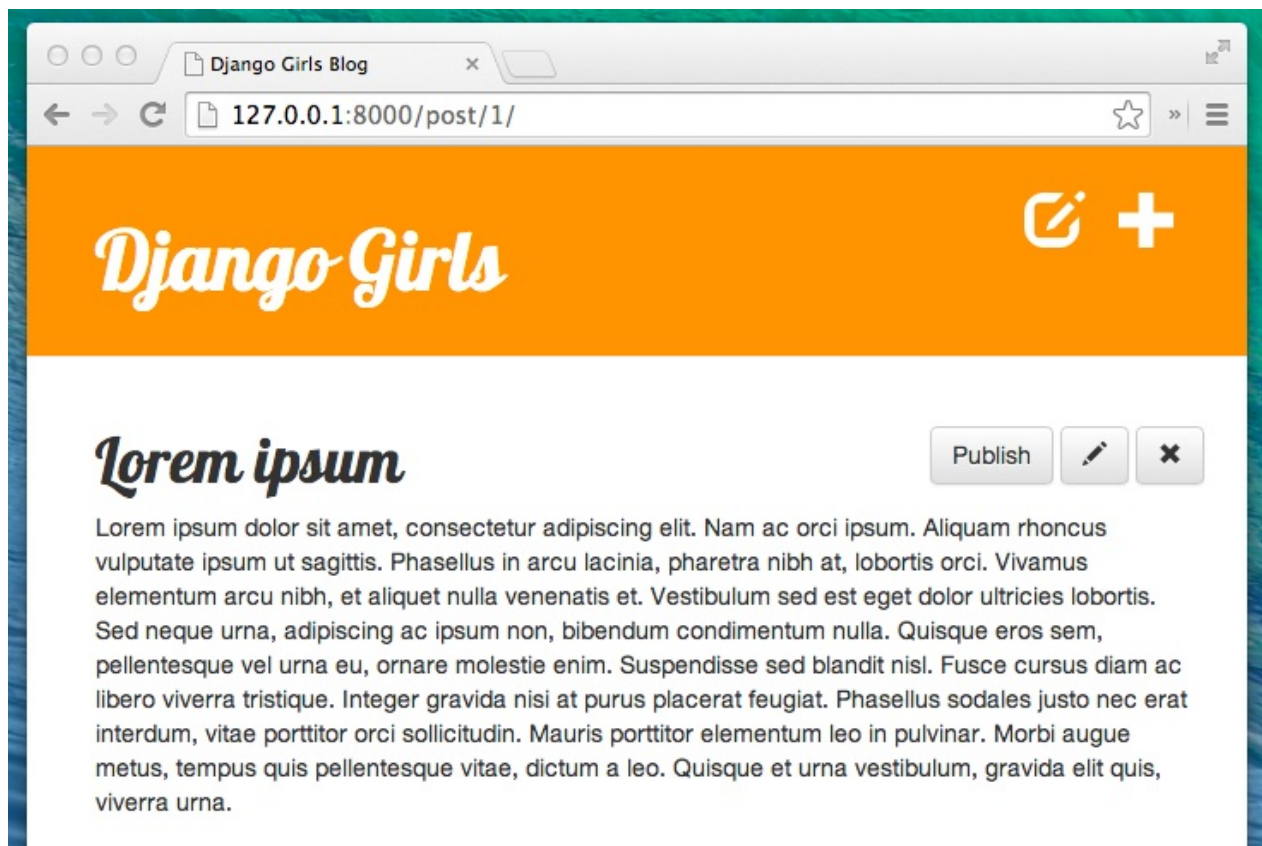 Django Girls Blog
127.0.0.1:8000/post/1/
Django Girls
Lorem ipsum
Publish
Lorem ipsum dolor sit amet, consectetur adipiscing elit. Nam ac orci ipsum. Aliquam rhoncus
vulputate ipsum ut sagittis. Phasellus in arcu lacinia, pharetra nibh at, lobortis orci. Vivamus
elementum arcu nibh, et aliquet nulla venenatis et. Vestibulum sed est eget dolor ultricies lobortis.
Sed neque urna, adipiscing ac ipsum non, bibendum condimentum nulla. Quisque eros sem,
pellentesque vel urna eu, ornare molestie enim. Suspendisse sed blandit nisl. Fusce cursus diam ac
libero viverra tristique. Integer gravida nisi at purus placerat feugiat. Phasellus sodales justo nec erat
interdum, vitae porttitor orci sollicitudin. Mauris porttitor elementum leo in pulvinar. Morbi augue
metus, tempus quis pellentesque vitae, dictum a leo. Quisque et urna vestibulum, gravida elit quis,
viverra urna.